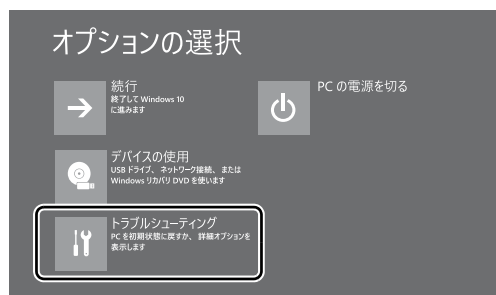 オプションの選択
続行
終了して Windows 10
に進みます
PC の電源を切る
デバイスの使用
USB ドライブ、ネットワーク接続、または
Windows リカバリ DVD を使います
トラブルシューティング
PC を初期状態に戻すか、詳細オプションを
表示します